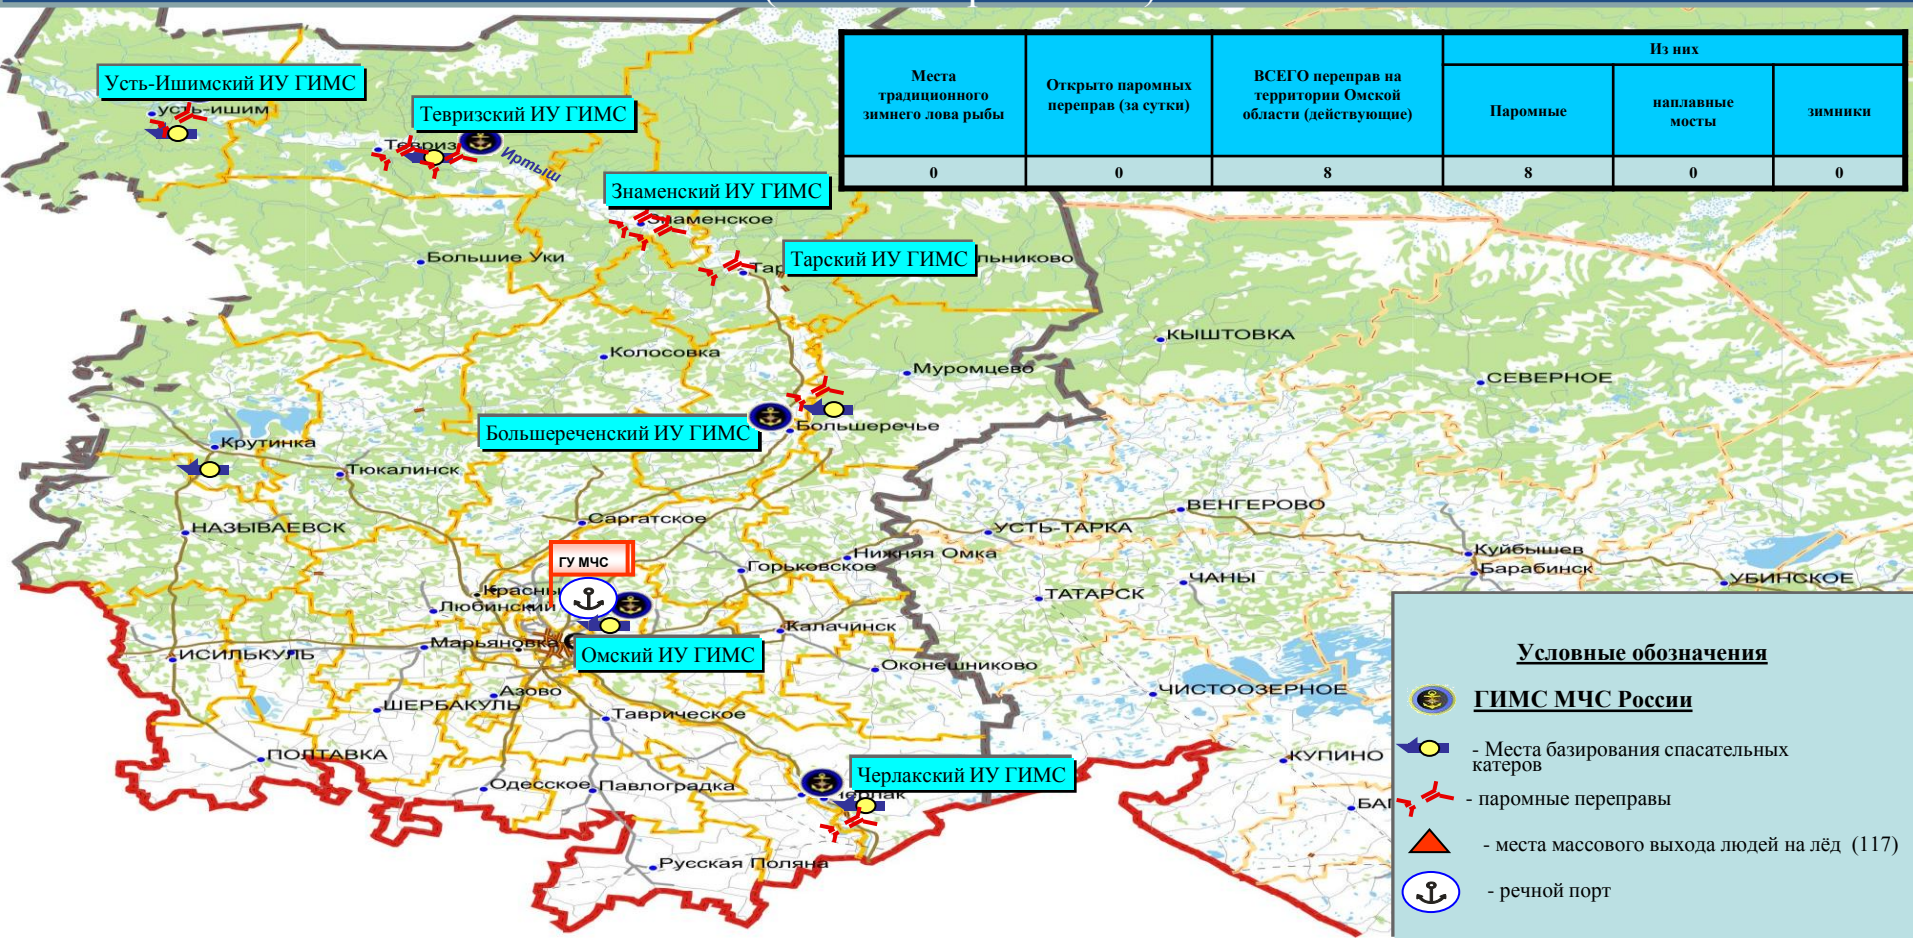 Места
традиционного
зимнего лова рыбы
Открыто паромных
переправ (за сутки)
ВСЕГО переправ на
территории Омской
области (действующие)
Из них
Паромные
наплавные
мосты
зимники
0
0
8
8
0
0
Усть-Ишимский ИУ ГИМС
усть-ишим
Тевризский ИУ ГИМС
Тевриз
Иртыш
Знаменский ИУ ГИМС
Знаменское
Большие Уки
Тарский ИУ ГИМС
КЫШТОВКА
Колосовка
Муромцево
СЕВЕРНОЕ
Большереченский ИУ ГИМС
Большеречье
Крутинка
Тюкалинск
ВЕНГЕРОВО
НАЗЫВАЕВСК
Саргатское
УСТЬ-ТАРКА
Нижняя Омка
Куйбышев
Барабинск
ГУ МЧС
Горьковское
ЧАНЫ
УБИНСКОЕ
Красны
Любинский
ТАТАРСК
Калачинск
Марьяновка
ИСИЛЬКУЛЬ
Омский ИУ ГИМС
Оконешниково
Азово
ЧИСТООЗЕРНОЕ
ШЕРБАКУЛЬ
Таврическое
ПОЛТАВКА
КУПИНО
Черлакский ИУ ГИМС
Одесское
Павлоградка
Русская Поляна
Условные обозначения
ГИМС МЧС России
- Места базирования спасательных
катеров
- паромные переправы
- места массового выхода людей на лёд (117)
- речной порт